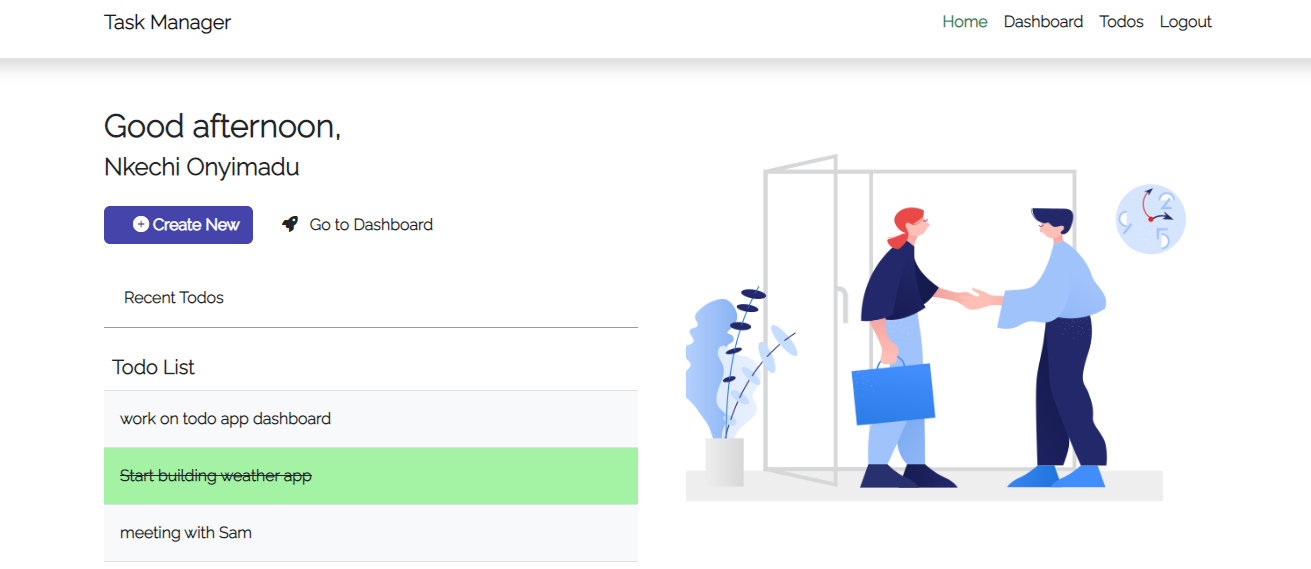 Task Manager
Home Dashboard Todos Logout
Good afternoon,
Nkechi Onyimadu
Create New Go to Dashboard
Recent Todos
Todo List
work on todo app dashboard
Start building weather app
meeting with Sam